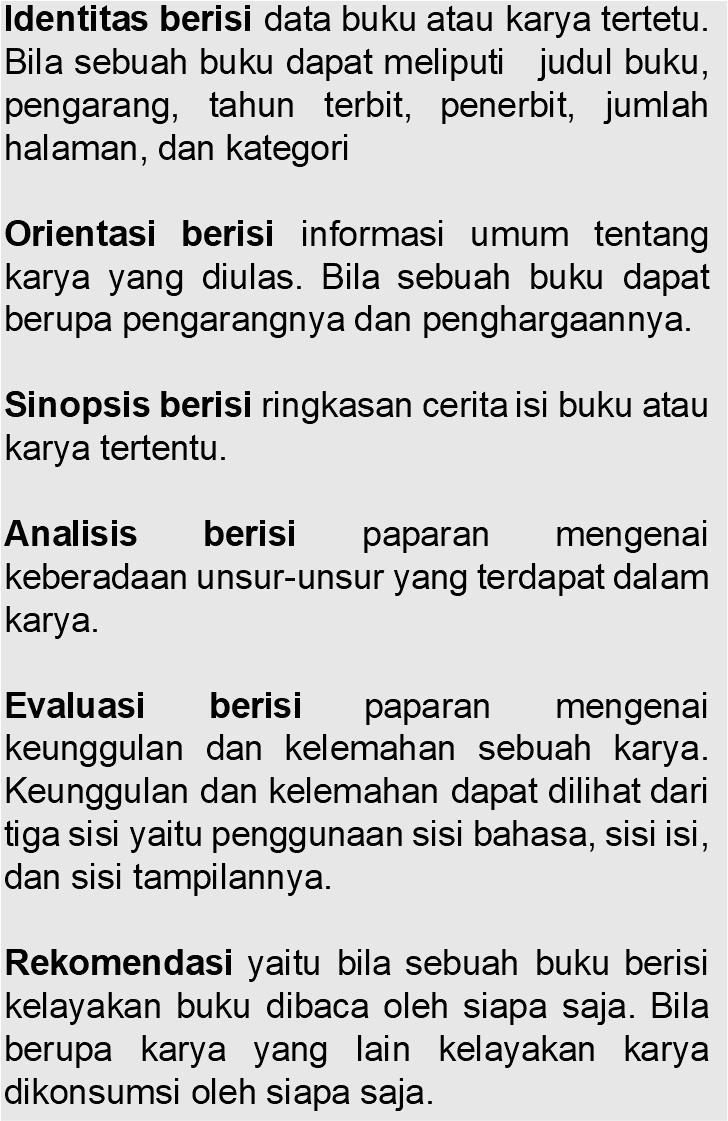 Identitas berisi data buku atau karya tertetu.
Bila sebuah buku dapat meliputi judul buku,
pengarang, tahun terbit, penerbit, jumlah
halaman, dan kategori
Orientasi berisi informasi umum tentang
karya yang diulas. Bila sebuah buku dapat
berupa pengarangnya dan penghargaannya.
Sinopsis berisi ringkasan cerita isi buku atau
karya tertentu.
Analisis berisi paparan mengenai
keberadaan unsur-unsur yang terdapat dalam
karya.
Evaluasi berisi paparan mengenai
keunggulan dan kelemahan sebuah karya.
Keunggulan dan kelemahan dapat dilihat dari
tiga sisi yaitu penggunaan sisi bahasa, sisi isi,
dan sisi tampilannya.
Rekomendasi yaitu bila sebuah buku berisi
kelayakan buku dibaca oleh siapa saja. Bila
berupa karya yang lain kelayakan karya
dikonsumsi oleh siapa saja.